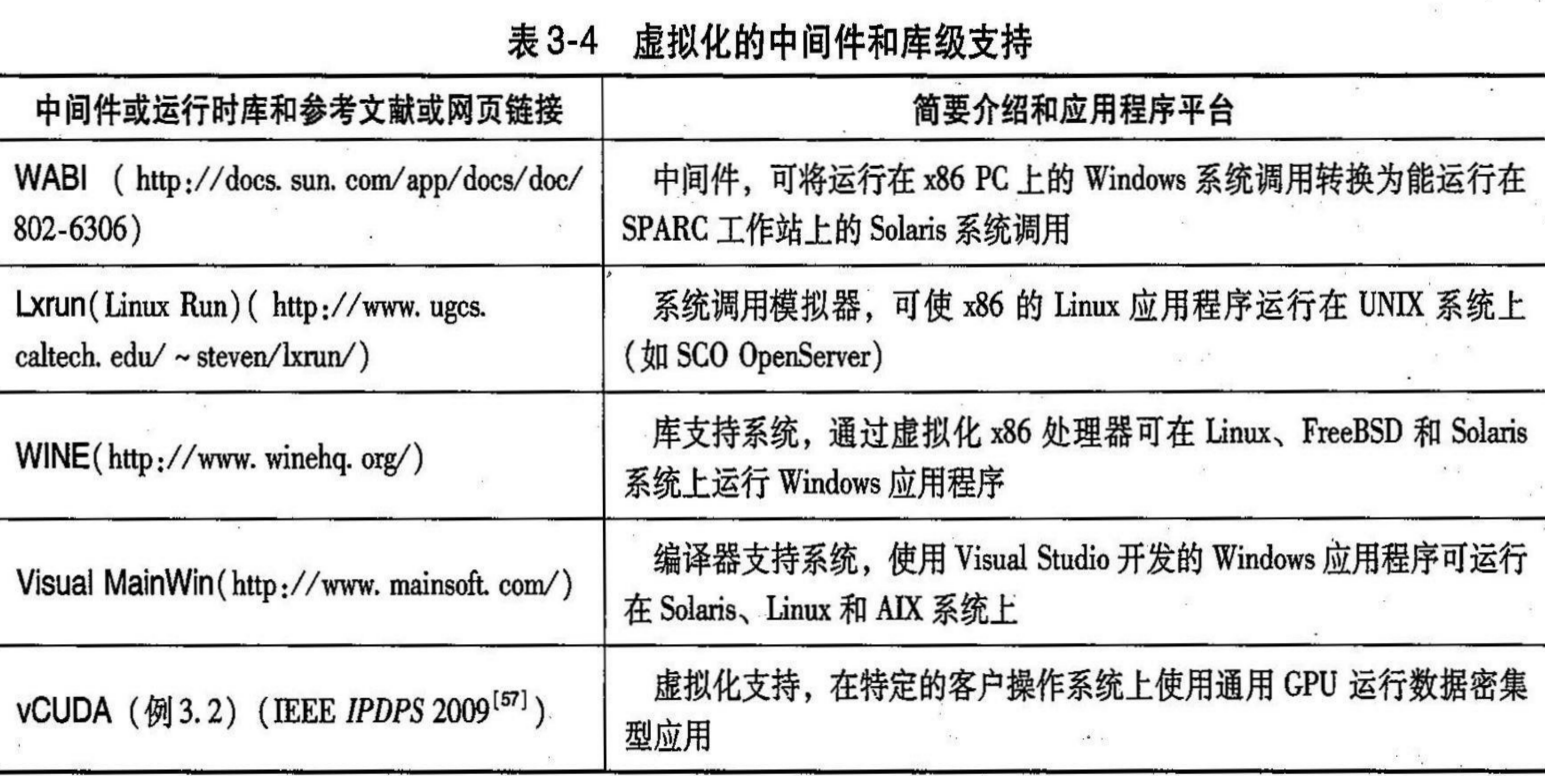 表3-4 虚拟化的中间件和库级支持
中间件或运行时库和参考文献或网页链接
简要介绍和应用程序平台
WABI （ http://docs. sun. com/app/docs/doc/
802-6306）
中间件，可将运行在 x86 PC 上的 Windows 系统调用转换为能运行在
SPARC 工作站上的 Solaris 系统调用
Lxrun(Linux Run)( http://www. ugcs.
caltech. edu/ ~ steven/lxrun/)
系统调用模拟器，可使 x86 的 Linux 应用程序运行在 UNIX 系统上
（如 SCO OpenServer）
WINE(http://www. winehq. org/)
库支持系统，通过虚拟化 x86 处理器可在 Linux、FreeBSD 和 Solaris
系统上运行 Windows 应用程序
Visual MainWin(http://www. mainsoft. com/)
编译器支持系统，使用 Visual Studio 开发的 Windows 应用程序可运行
在 Solaris、Linux 和 AIX 系统上
vCUDA（例 3. 2）（IEEE IPDPS 2009[57]）
虚拟化支持，在特定的客户操作系统上使用通用 GPU 运行数据密集
型应用